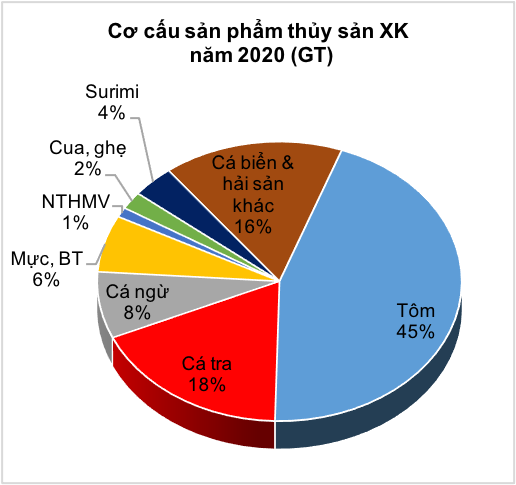 Cơ cấu sản phẩm thủy sản XK
năm 2020 (GT)
Surimi
4%
Cua, ghẹ
2%
NTHMV
1%
Mực, BT
6%
Cá ngừ
8%
Cá tra
18%
Cá biển &
hải sản
khác
16%
Tôm
45%